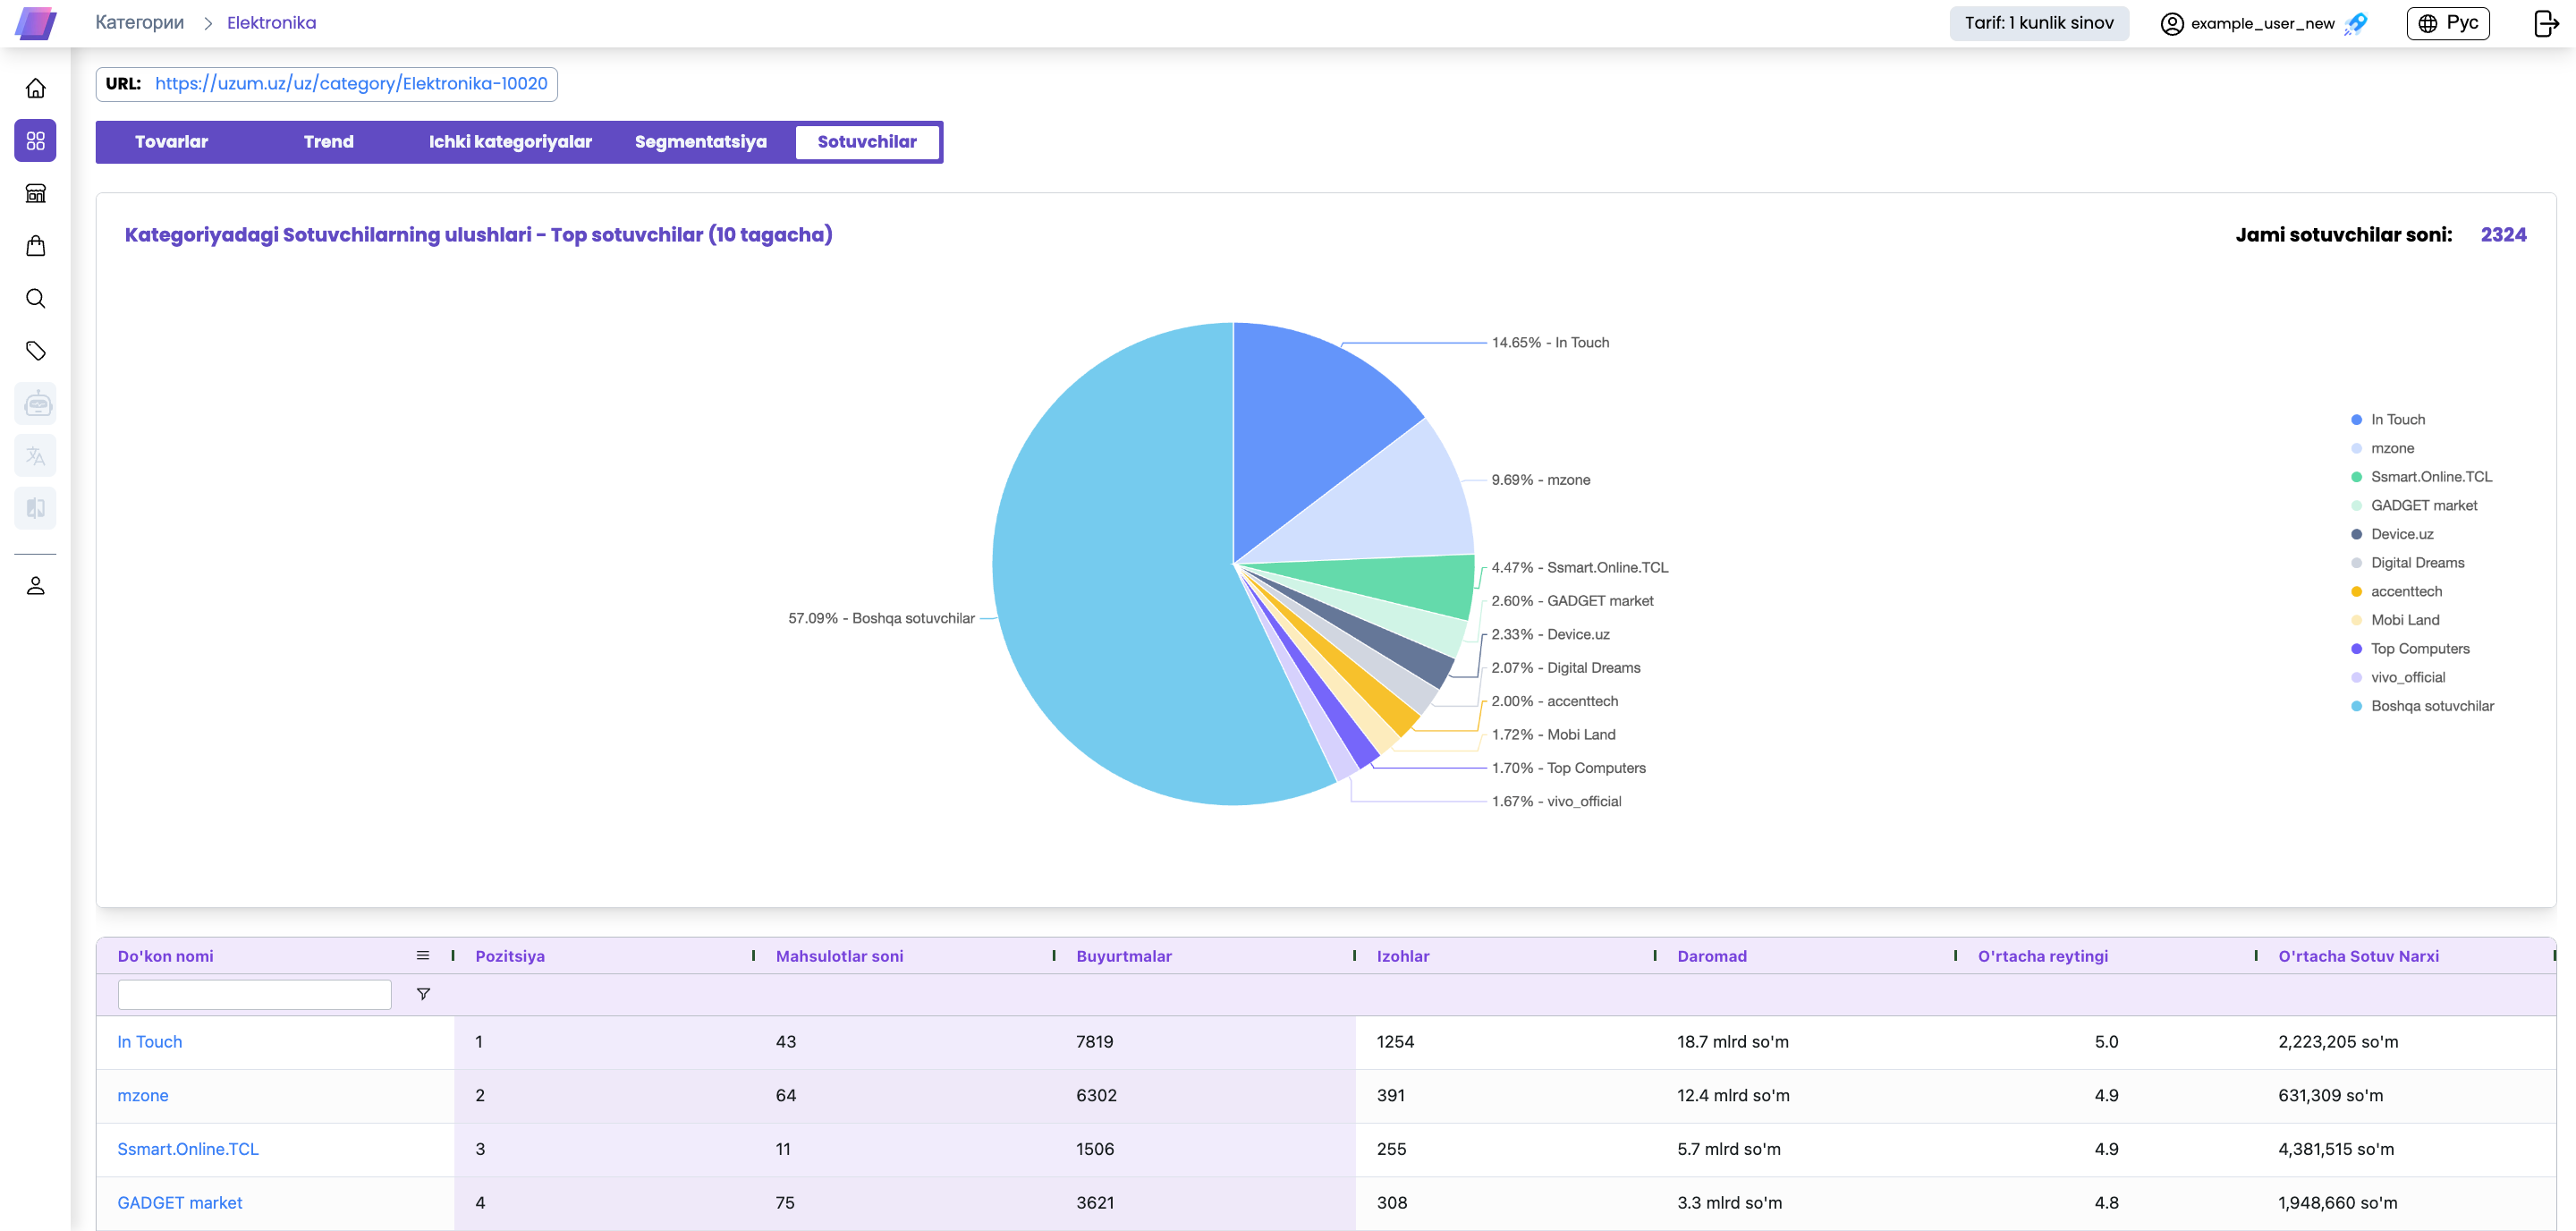 Категории > Elektronika
Tarif: 1 kunlik sinov
example_user_new
Рус
URL: https://uzum.uz/uz/category/Elektronika-10020
Tovarlar Trend Ichki kategoriyalar Segmentatsiya Sotuvchilar
Kategoriyadagi Sotuvchilarning ulushlari - Top sotuvchilar (10 tagacha)
Jami sotuvchilar soni: 2324
14.65% - In Touch
9.69% - mzone
4.47% - Ssmart.Online.TCL
2.60% - GADGET market
2.33% - Device.uz
2.07% - Digital Dreams
2.00% - accenttech
1.72% - Mobi Land
1.70% - Top Computers
1.67% - vivo_official
57.09% - Boshqa sotuvchilar
In Touch
mzone
Ssmart.Online.TCL
GADGET market
Device.uz
Digital Dreams
accenttech
Mobi Land
Top Computers
vivo_official
Boshqa sotuvchilar
Do'kon nomi Pozitsiya Mahsulotlar soni Buyurtmalar Izohlar Daromad O'rtacha reytingi O'rtacha Sotuv Narxi
In Touch 1 43 7819 1254 18.7 mlrd so'm 5.0 2,223,205 so'm
mzone 2 64 6302 391 12.4 mlrd so'm 4.9 631,309 so'm
Ssmart.Online.TCL 3 11 1506 255 5.7 mlrd so'm 4.9 4,381,515 so'm
GADGET market 4 75 3621 308 3.3 mlrd so'm 4.8 1,948,660 so'm